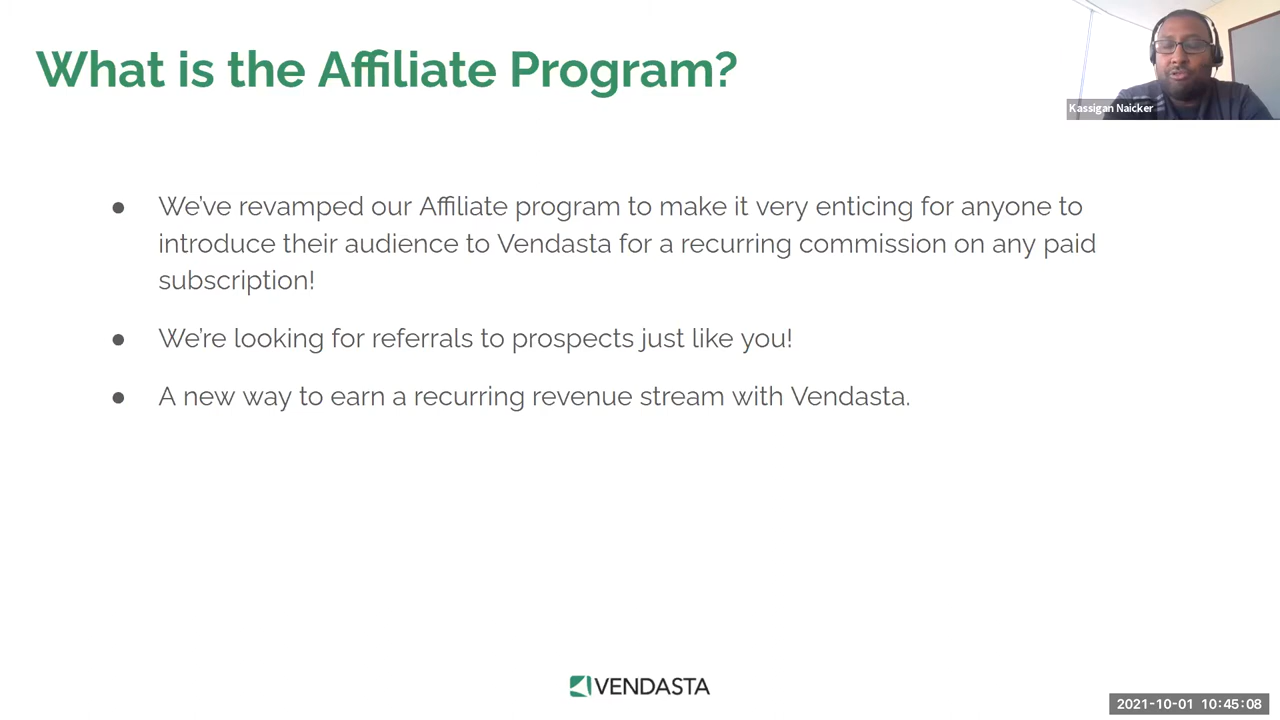 What is the Affiliate Program?
Kassigan Naicker
● We've revamped our Affiliate program to make it very enticing for anyone to
introduce their audience to Vendasta for a recurring commission on any paid
subscription!
● We're looking for referrals to prospects just like you!
● A new way to earn a recurring revenue stream with Vendasta.
VENDASTA
2021-10-01 10:45:08